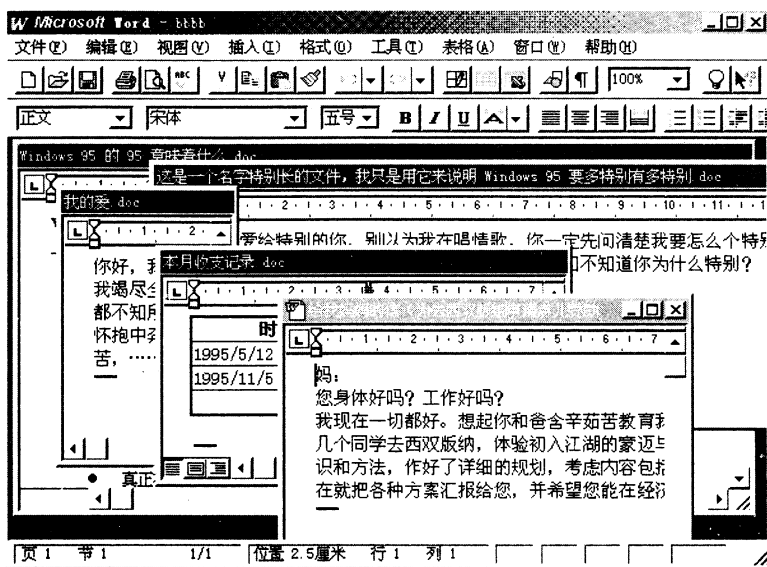 Microsoft Word - bbbb
文件(F) 编辑(E) 视图(V) 插入(I) 格式(O) 工具(T) 表格(A) 窗口(W) 帮助(H)
100%
正文 宋体 五号 B I U A
Windows 95 的 95 意味着什么.doc
这是一个名字特别长的文件，我只是用它来说明 Windows 95 要多特别有多特别.doc
我的爱.doc
爱给特别的你。别以为我在唱情歌。你一定先问清楚我要怎么个特别
不知道你为什么特别？
本月收支记录.doc
你好，
我竭尽全
都不知
怀抱中
苦，……
时
1995/5/12
1995/11/5
妈：
您身体好吗？工作好吗？
我现在一切都好。想起你和爸含辛茹苦教育我
几个同学去西双版纳，体验初入江湖的豪迈与
识和方法，作好了详细的规划，考虑内容包括
在就把各种方案汇报给您，并希望您能在经济
真正
页 1 节 1 1/1 位置 2.5厘米 行 1 列 1